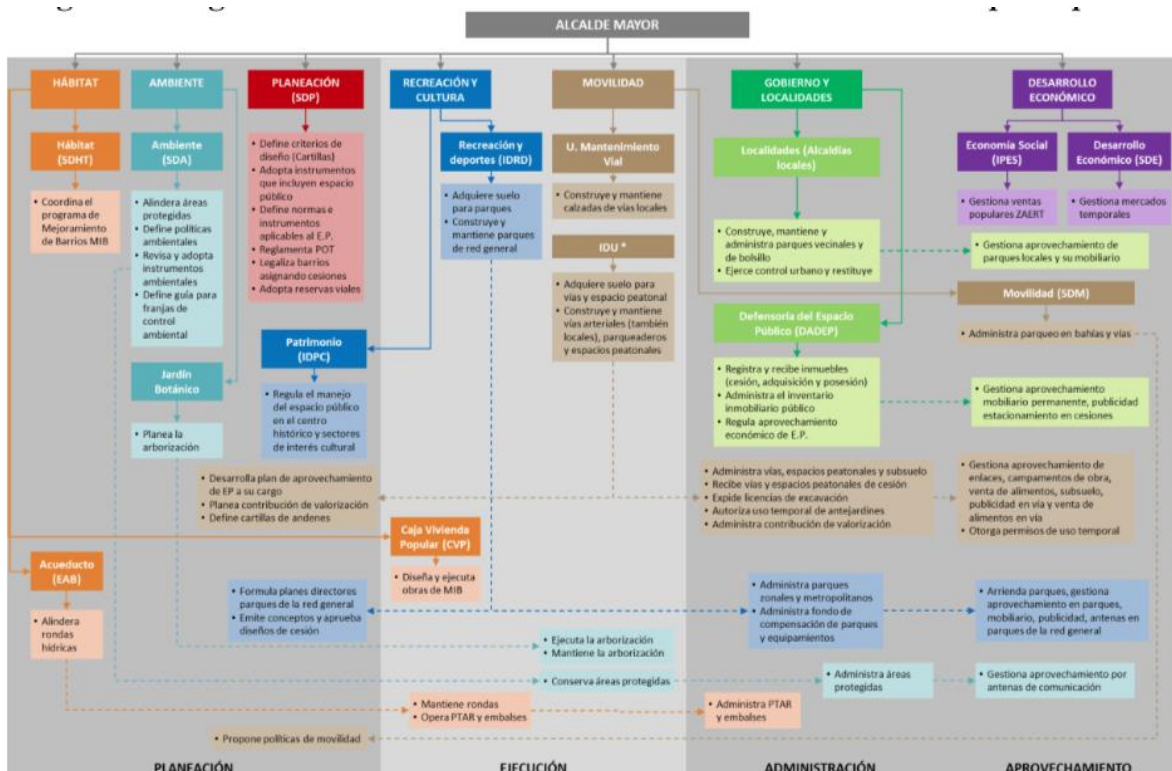 ALCALDE MAYOR
HÁBITAT
AMBIENTE
PLANEACIÓN
(SDP)
RECREACIÓN Y
CULTURA
MOVILIDAD
GOBIERNO Y
LOCALIDADES
DESARROLLO
ECONÓMICO
Hábitat
(SDHT)
• Coordina el
programa de
Mejoramiento
de Barrios MIB
Ambiente
(SDA)
• Alindera áreas
protegidas
• Define políticas
ambientales
• Revisa y adopta
instrumentos
ambientales
• Define guía para
franjas de
control
ambiental
Jardín
Botánico
• Planea la
arborización
• Define criterios de
diseño (Cartillas)
• Adopta instrumentos
que incluyen espacio
público
• Define normas e
instrumentos
aplicables al E.P.
• Reglamenta POT
• Legaliza barrios
asignando cesiones
• Adopta reservas viales
Patrimonio
(IDPC)
• Regula el manejo
del espacio público
en el centro
histórico y sectores
de interés cultural
Recreación y
deportes (IDRD)
• Adquiere suelo
para parques
• Construye y
mantiene parques
de red general
U. Mantenimiento
Vial
• Construye y mantiene
calzadas de vías locales
IDU *
• Adquiere suelo para
vías y espacio peatonal
• Construye y mantiene
vías arteriales (también
locales), parqueaderos
y espacios peatonales
Localidades (Alcaldías
locales)
• Construye, mantiene y
administra parques vecinales y
de bolsillo
• Ejerce control urbano y restituye
Defensoría del Espacio
Público (DADEP)
• Registra y recibe inmuebles
(cesión, adquisición y posesión)
• Administra el inventario
inmobiliario público
• Regula aprovechamiento
económico de E.P.
Economía Social
(IPES)
• Gestiona ventas
populares ZAERT
Desarrollo
Económico (SDE)
• Gestiona mercados
temporales
• Gestiona aprovechamiento de
parques locales y su mobiliario
Movilidad (SDM)
• Administra parqueo en bahías y vías
• Gestiona aprovechamiento
mobiliario permanente, publicidad
estacionamiento en cesiones
• Desarrolla plan de aprovechamiento
de EP a su cargo
• Planea contribución de valorización
• Define cartillas de andenes
• Administra vías, espacios peatonales y subsuelo
• Recibe vías y espacios peatonales de cesión
• Expide licencias de excavación
• Autoriza uso temporal de antejardines
• Administra contribución de valorización
• Gestiona aprovechamiento de
enlaces, campamentos de obra,
venta de alimentos, subsuelo,
publicidad en vía y venta de
alimentos en vía
• Otorga permisos de uso temporal
Caja Vivienda
Popular (CVP)
• Diseña y ejecuta
obras de MIB
Acueducto
(EAB)
• Alindera
rondas
hídricas
• Formula planes directores
parques de la red general
• Emite conceptos y aprueba
diseños de cesión
• Administra parques
zonales y metropolitanos
• Administra fondo de
compensación de parques
y equipamientos
• Arrienda parques, gestiona
aprovechamiento en parques,
mobiliario, publicidad, antenas en
parques de la red general
• Ejecuta la arborización
• Mantiene la arborización
• Conserva áreas protegidas
• Administra áreas
protegidas
• Gestiona aprovechamiento por
antenas de comunicación
• Mantiene rondas
• Opera PTAR y embalses
• Administra PTAR
y embalses
• Propone políticas de movilidad
PLANEACIÓN
EJECUCIÓN
ADMINISTRACIÓN
APROVECHAMIENTO